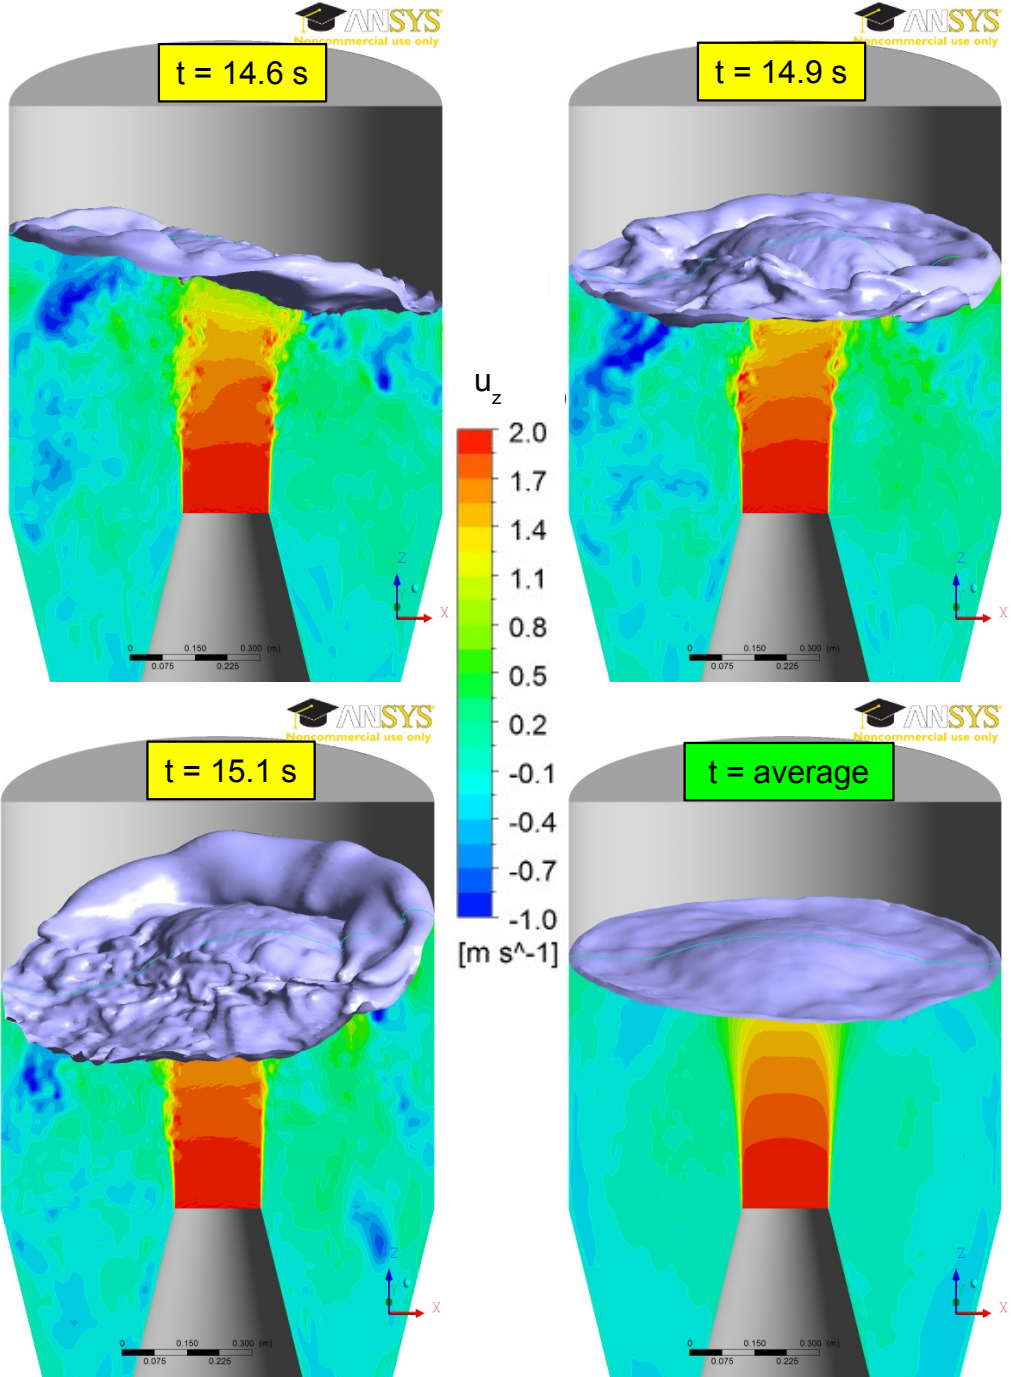 ANSYS
Noncommercial use only
t = 14.6 s
Z
X
0 0.150 0.300 (m)
0.075 0.225
ANSYS
Noncommercial use only
t = 14.9 s
Z
X
0 0.150 0.300 (m)
0.075 0.225
uz
2.0
1.7
1.4
1.1
0.8
0.5
0.2
-0.1
-0.4
-0.7
-1.0
[m s^-1]
ANSYS
Noncommercial use only
t = 15.1 s
Z
X
0 0.150 0.300 (m)
0.075 0.225
ANSYS
Noncommercial use only
t = average
Z
X
0 0.150 0.300 (m)
0.075 0.225